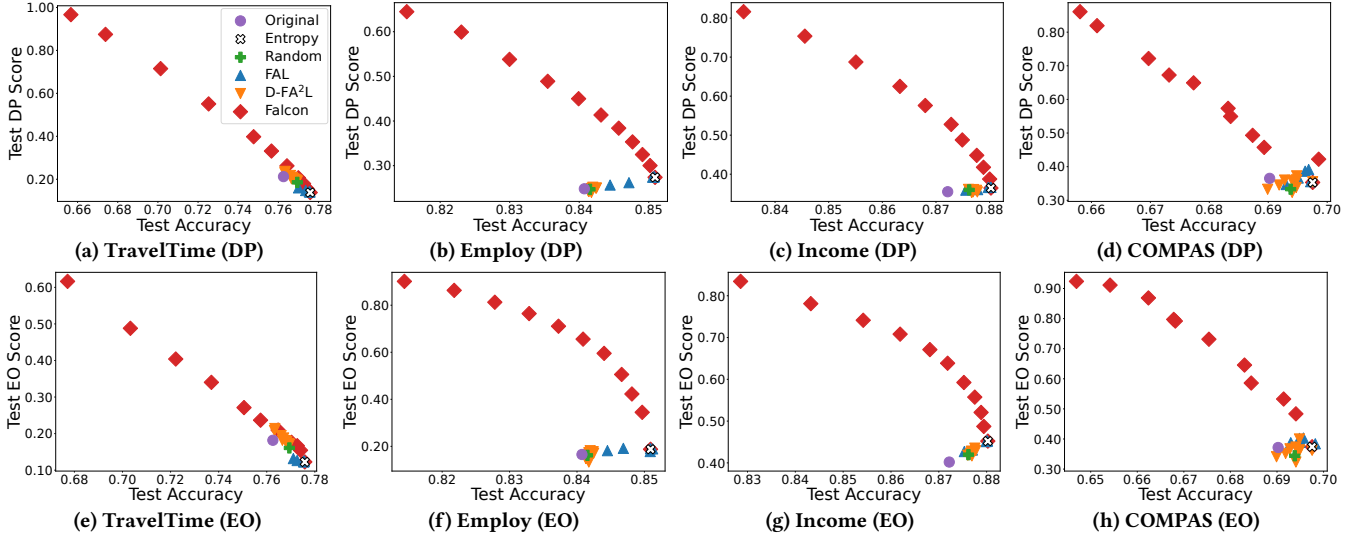 1.00
0.80
0.60
0.40
0.20
Test DP Score
0.66 0.68 0.70 0.72 0.74 0.76 0.78
Test Accuracy
Original
Entropy
Random
FAL
D-FA²L
Falcon
(a) TravelTime (DP)
0.60
0.50
0.40
0.30
Test DP Score
0.82 0.83 0.84 0.85
Test Accuracy
(b) Employ (DP)
0.80
0.70
0.60
0.50
0.40
Test DP Score
0.84 0.85 0.86 0.87 0.88
Test Accuracy
(c) Income (DP)
0.80
0.70
0.60
0.50
0.40
0.30
Test DP Score
0.66 0.67 0.68 0.69 0.70
Test Accuracy
(d) COMPAS (DP)
0.60
0.50
0.40
0.30
0.20
0.10
Test EO Score
0.68 0.70 0.72 0.74 0.76 0.78
Test Accuracy
(e) TravelTime (EO)
0.80
0.60
0.40
0.20
Test EO Score
0.82 0.83 0.84 0.85
Test Accuracy
(f) Employ (EO)
0.80
0.70
0.60
0.50
0.40
Test EO Score
0.83 0.84 0.85 0.86 0.87 0.88
Test Accuracy
(g) Income (EO)
0.90
0.80
0.70
0.60
0.50
0.40
0.30
Test EO Score
0.65 0.66 0.67 0.68 0.69 0.70
Test Accuracy
(h) COMPAS (EO)